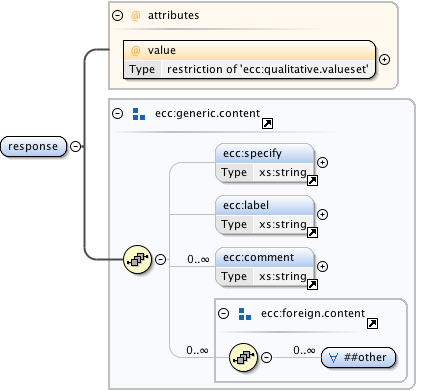 @ attributes
@ value
Type restriction of 'ecc:qualitative.valueset'
ecc:generic.content
response
ecc:specify
Type xs:string
ecc:label
Type xs:string
0..∞
ecc:comment
Type xs:string
ecc:foreign.content
0..∞
0..∞
∀ ##other